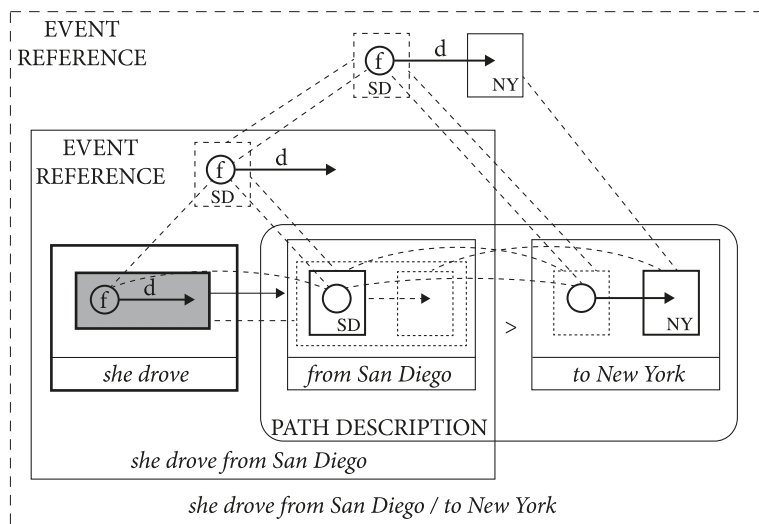 EVENT
REFERENCE
f
d
SD
NY
EVENT
REFERENCE
f
d
SD
f
d
SD
>
NY
she drove
from San Diego
to New York
PATH DESCRIPTION
she drove from San Diego
she drove from San Diego / to New York